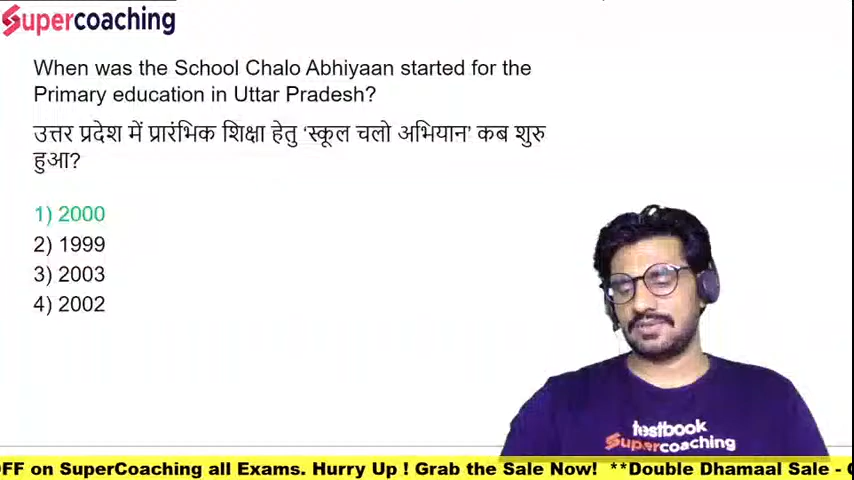 Supercoaching
When was the School Chalo Abhiyaan started for the
Primary education in Uttar Pradesh?
उत्तर प्रदेश में प्रारंभिक शिक्षा हेतु ‘स्कूल चलो अभियान’ कब शुरु
हुआ?
1) 2000
2) 1999
3) 2003
4) 2002
testbook
Supercoaching
OFF on SuperCoaching all Exams. Hurry Up ! Grab the Sale Now! **Double Dhamaal Sale -